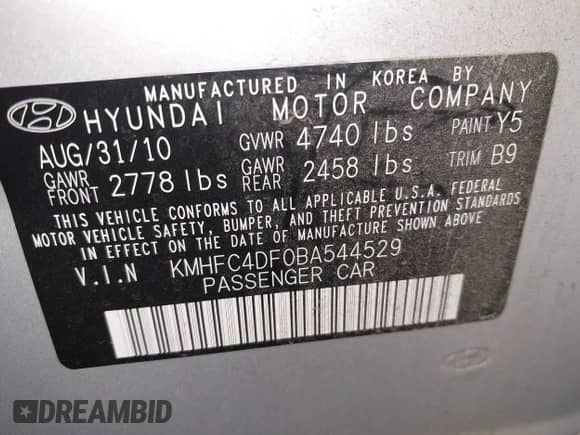 MANUFACTURED IN KOREA BY
HYUNDAI MOTOR COMPANY
AUG/31/10 GVWR 4740 lbs PAINT Y5
GAWR FRONT 2778 lbs GAWR REAR 2458 lbs TRIM B9
THIS VEHICLE CONFORMS TO ALL APPLICABLE U.S.A. FEDERAL
MOTOR VEHICLE SAFETY, BUMPER, AND THEFT PREVENTION STANDARDS
IN EFFECT ON THE DATE OF MANUFACTURE SHOWN ABOVE
V.I.N KMHFC4DF0BA544529
PASSENGER CAR
DREAMBID